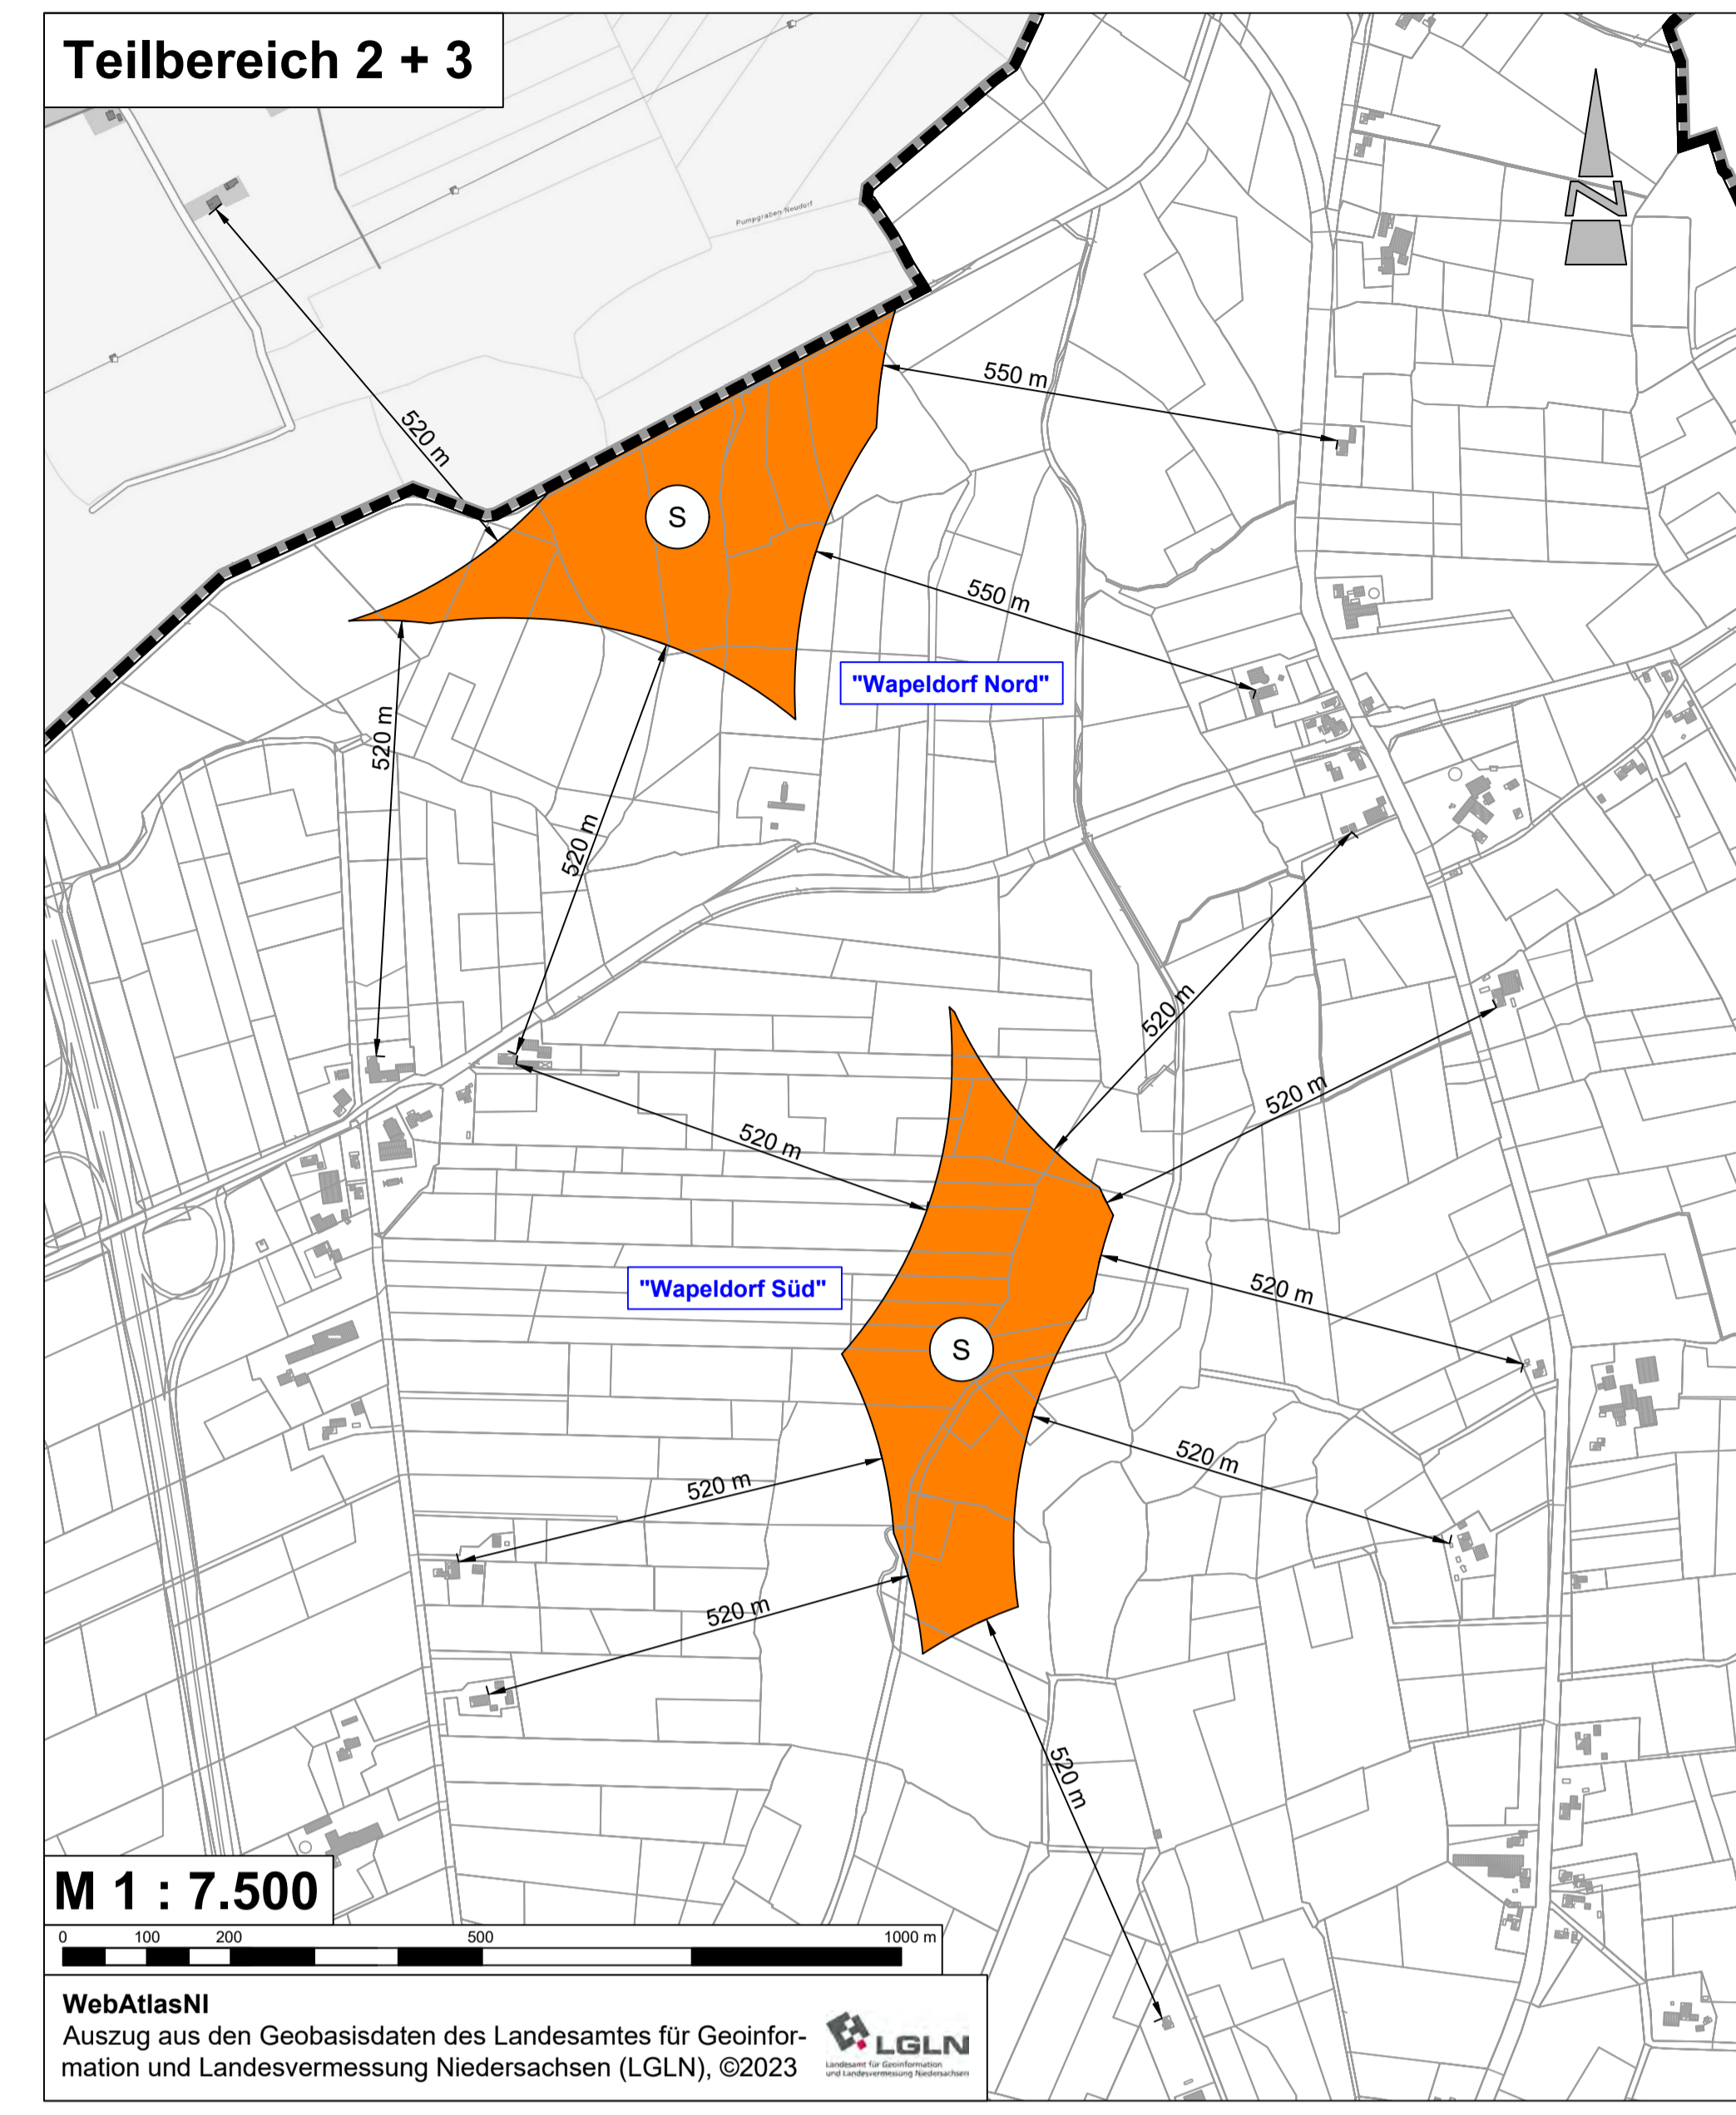 Teilbereich 2 + 3
Pumpgraben Neudorf
N
550 m
520 m
S
550 m
"Wapeldorf Nord"
520 m
520 m
520 m
520 m
520 m
"Wapeldorf Süd"
520 m
S
520 m
520 m
520 m
520 m
M 1 : 7.500
0 100 200 500 1000 m
WebAtlasNI
Auszug aus den Geobasisdaten des Landesamtes für Geoinfor-
mation und Landesvermessung Niedersachsen (LGLN), ©2023
LGLN
Landesamt für Geoinformation
und Landesvermessung Niedersachsen